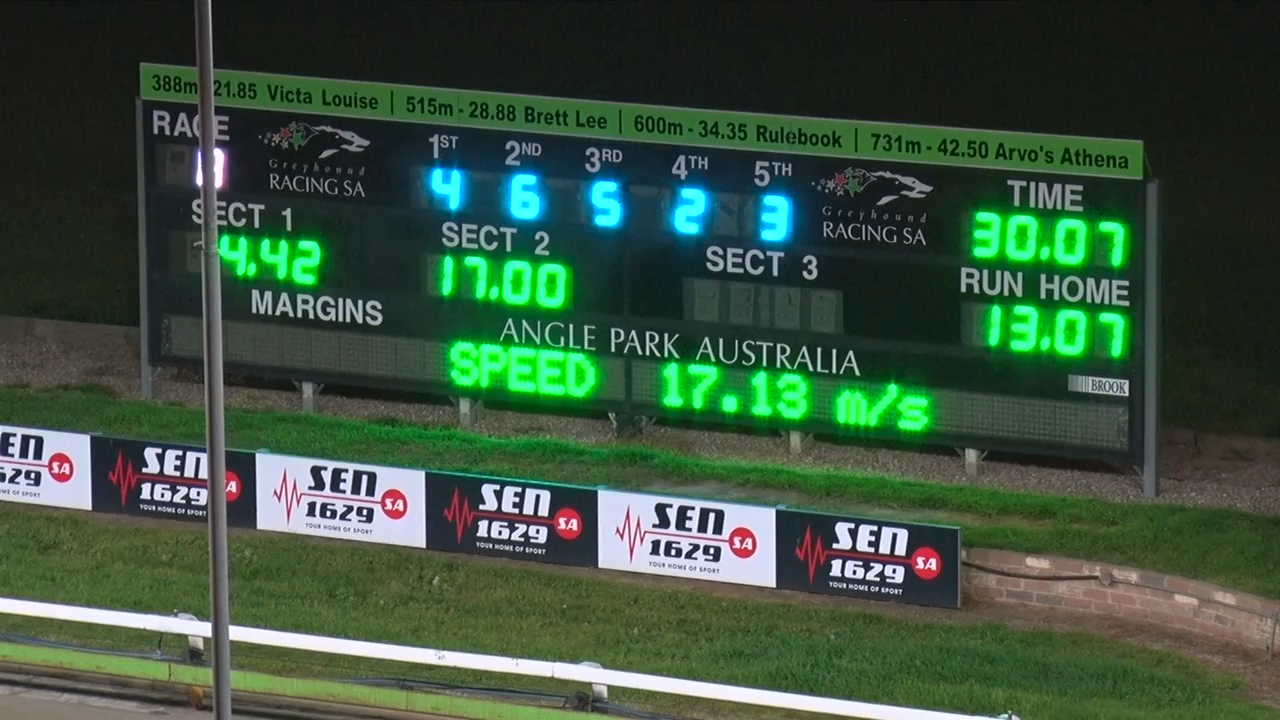 388m - 21.85 Victa Louise | 515m - 28.88 Brett Lee | 600m - 34.35 Rulebook | 731m - 42.50 Arvo's Athena
RACE
Greyhound
RACING SA
1ST 2ND 3RD 4TH 5TH
4 6 5 2 3
Greyhound
RACING SA
TIME
30.07
SECT 1
4.42
SECT 2
17.00
SECT 3
RUN HOME
13.07
MARGINS
ANGLE PARK AUSTRALIA
SPEED 17.13 m/s
BROOK
EN
629
SA
YOUR HOME OF SPORT
SEN
1629
SA
YOUR HOME OF SPORT
SEN
1629
SA
YOUR HOME OF SPORT
SEN
1629
SA
YOUR HOME OF SPORT
SEN
1629
SA
YOUR HOME OF SPORT
SEN
1629
SA
YOUR HOME OF SPORT